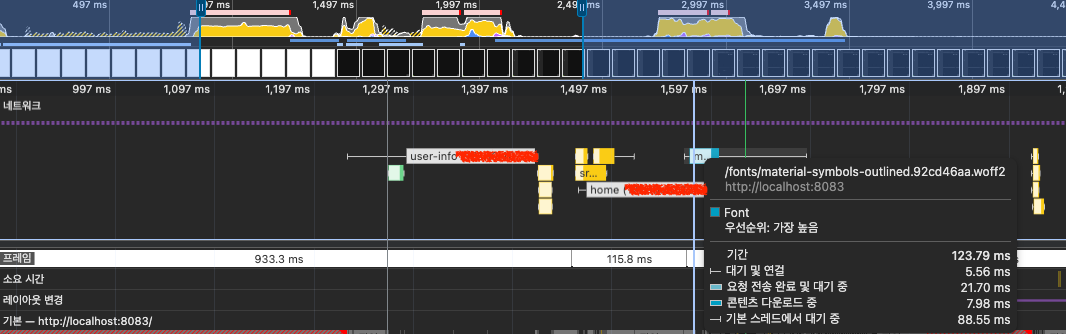 497 ms
97 ms
1,497 ms
1,997 ms
2,49
ms
2,997 ms
3,497 ms
3,997 ms
4,4
ms
997 ms
1,097 ms
1,197 ms
1,297 ms
1,397 ms
1,497 ms
1,597 ms
1,697 ms
1,797 ms
1,897 ms
1,
네트워크
user-info
m...
sr...
home (
/fonts/material-symbols-outlined.92cd46aa.woff2
http://localhost:8083
Font
우선순위: 가장 높음
기간 123.79 ms
대기 및 연결 5.56 ms
요청 전송 완료 및 대기 중 21.70 ms
콘텐츠 다운로드 중 7.98 ms
기본 스레드에서 대기 중 88.55 ms
프레임 933.3 ms 115.8 ms
소요 시간
레이아웃 변경
기본 — http://localhost:8083/